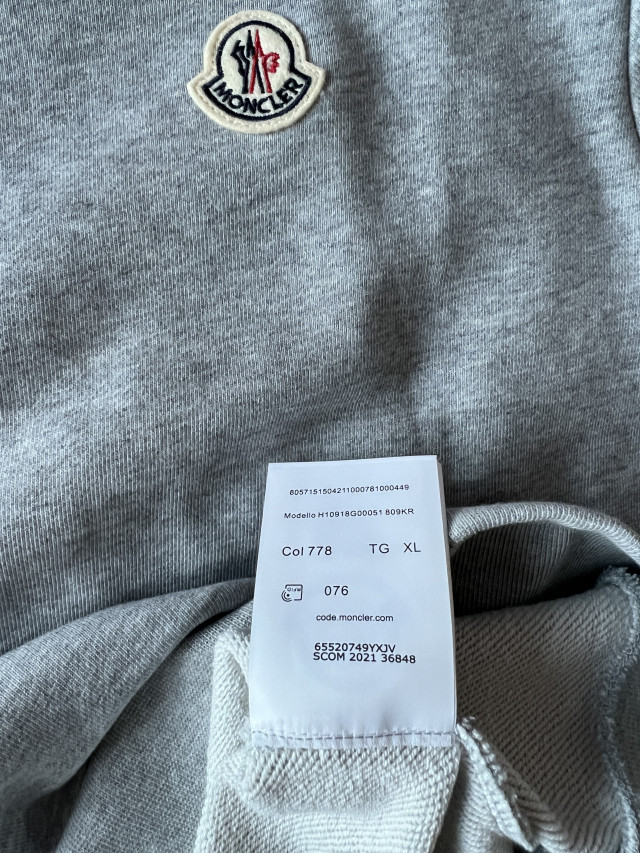 MONCLER
8057151504211000781000449
Modello H10918G00051 809KR
Col 778 TG XL
076
code.moncler.com
65520749YXJV
SCOM 2021 36848